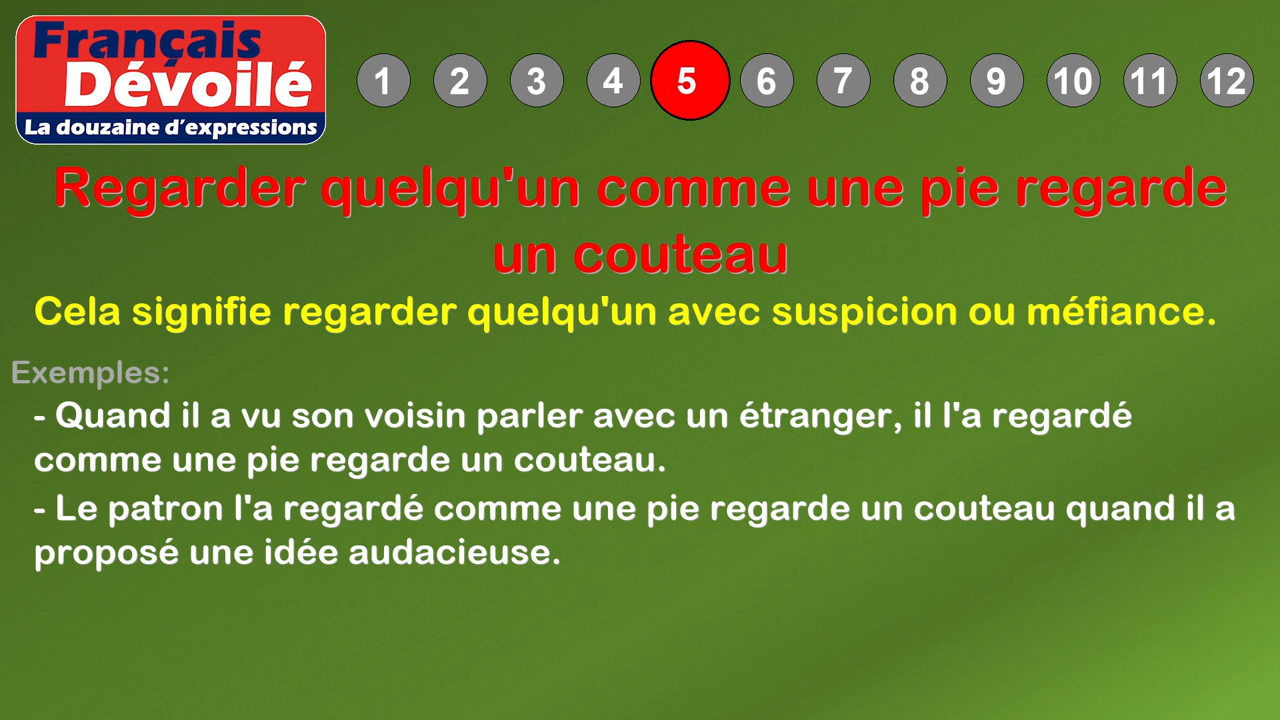 Français
Dévoilé
La douzaine d'expressions
1 2 3 4 5 6 7 8 9 10 11 12
Regarder quelqu'un comme une pie regarde
un couteau
Cela signifie regarder quelqu'un avec suspicion ou méfiance.
Exemples:
- Quand il a vu son voisin parler avec un étranger, il l'a regardé
comme une pie regarde un couteau.
- Le patron l'a regardé comme une pie regarde un couteau quand il a
proposé une idée audacieuse.